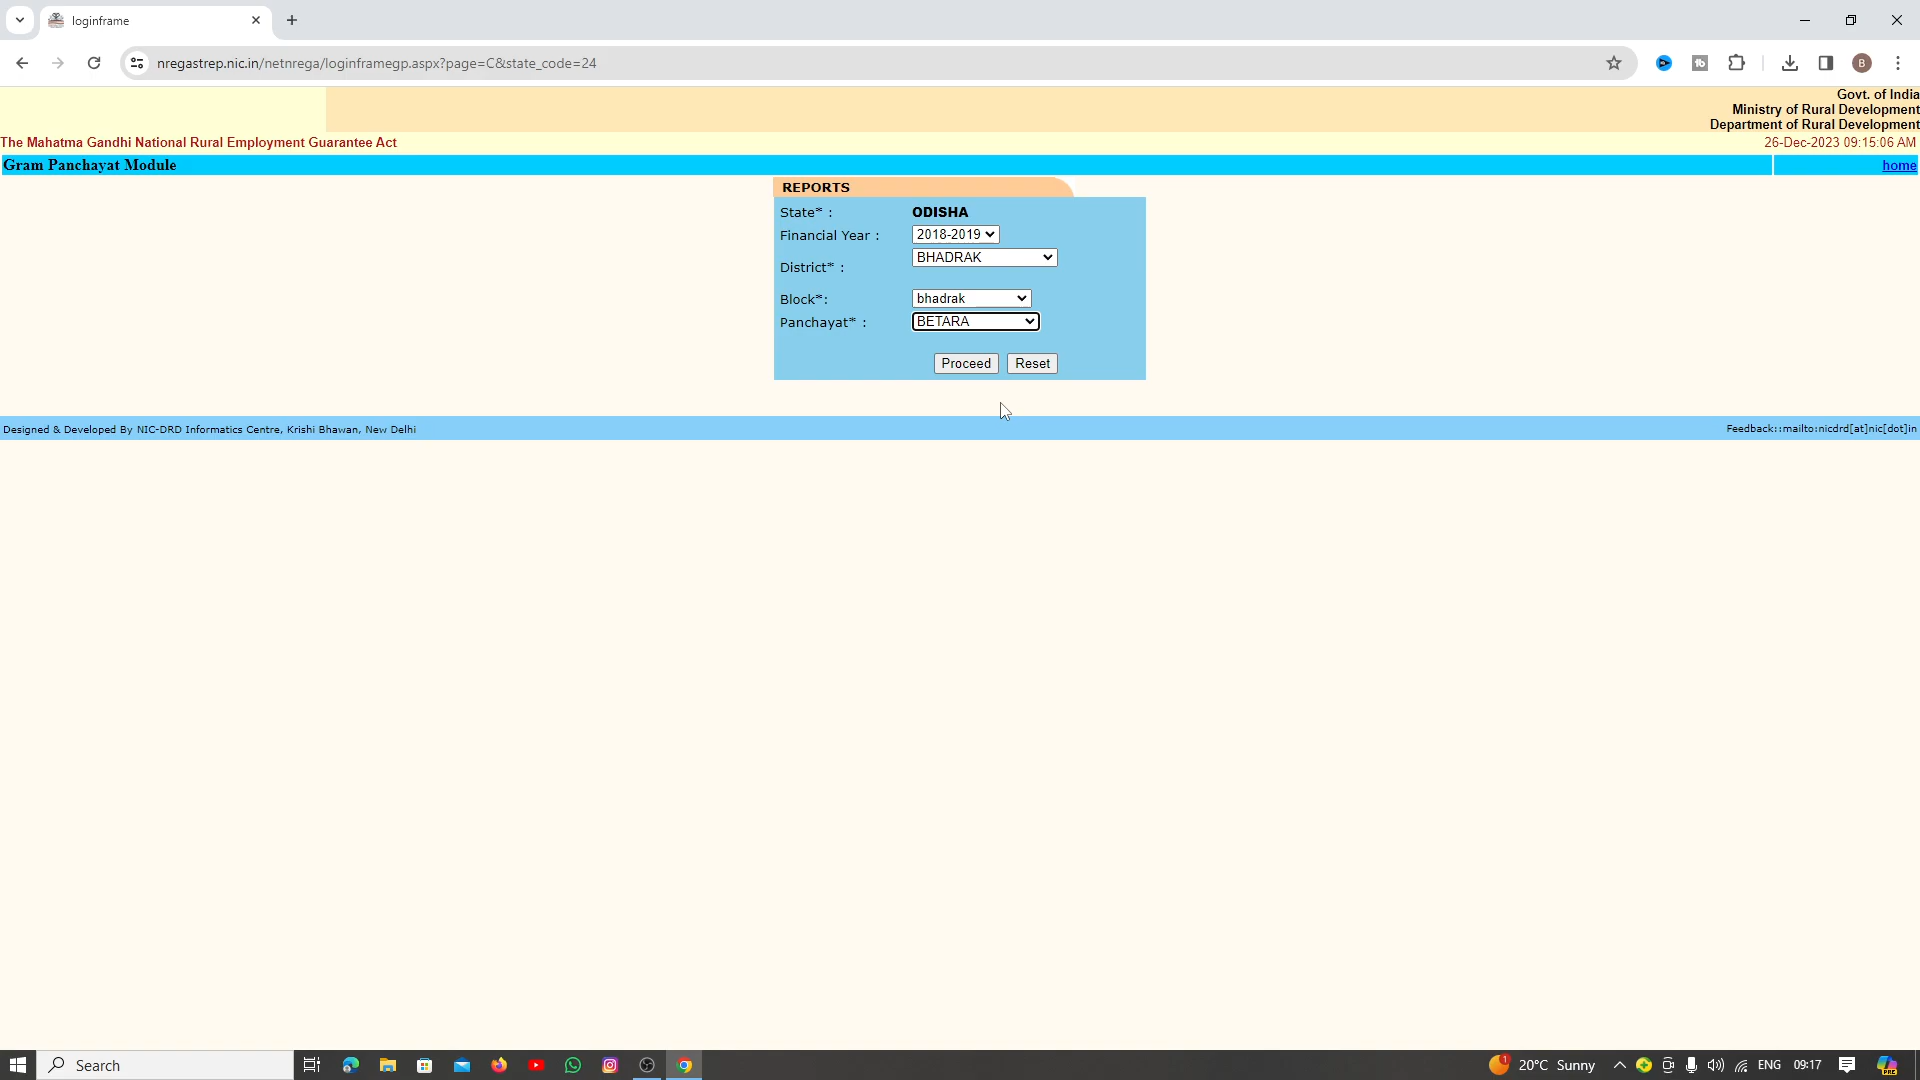 loginframe
nregastrep.nic.in/netnrega/loginframegp.aspx?page=C&state_code=24
B
Govt. of India
Ministry of Rural Development
Department of Rural Development
The Mahatma Gandhi National Rural Employment Guarantee Act
26-Dec-2023 09:15:06 AM
Gram Panchayat Module
home
REPORTS
State* : ODISHA
Financial Year : 2018-2019
District* : BHADRAK
Block*: bhadrak
Panchayat* : BETARA
Proceed Reset
Designed & Developed By NIC-DRD Informatics Centre, Krishi Bhawan, New Delhi
Feedback::mailto:nicdrd[at]nic[dot]in
Search
1 20°C Sunny
ENG 09:17
PRE